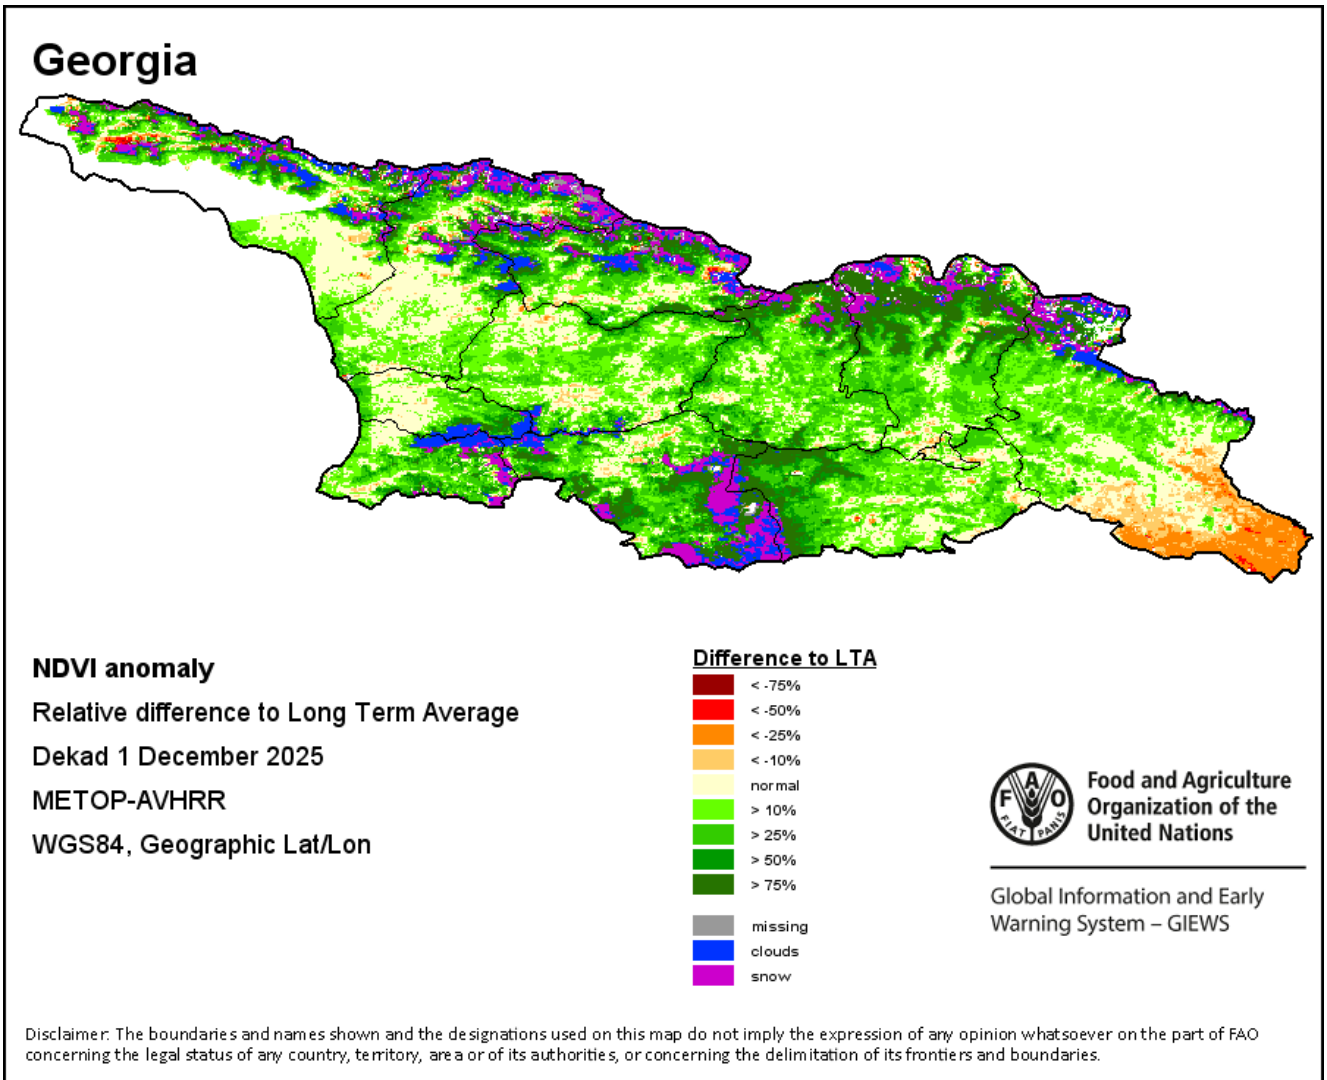 Georgia
NDVI anomaly
Relative difference to Long Term Average
Dekad 1 December 2025
METOP-AVHRR
WGS84, Geographic Lat/Lon
Difference to LTA
< -75%
< -50%
< -25%
< -10%
normal
> 10%
> 25%
> 50%
> 75%
missing
clouds
snow
F A O
FIAT PANIS
Food and Agriculture
Organization of the
United Nations
Global Information and Early
Warning System – GIEWS
Disclaimer: The boundaries and names shown and the designations used on this map do not imply the expression of any opinion whatsoever on the part of FAO
concerning the legal status of any country, territory, area or of its authorities, or concerning the delimitation of its frontiers and boundaries.